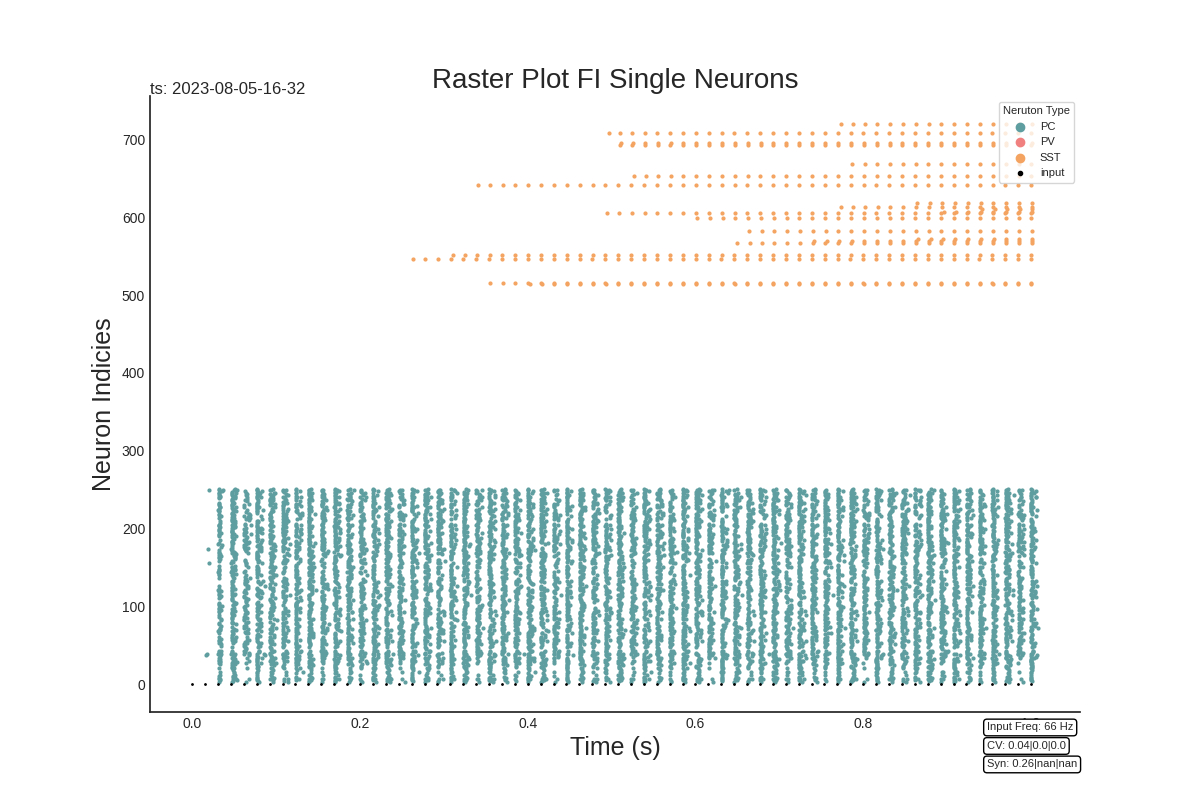 Raster Plot FI Single Neurons
ts: 2023-08-05-16-32
Neruton Type
PC
PV
SST
input
700
600
500
400
300
200
100
0
Neuron Indicies
0.0 0.2 0.4 0.6 0.8
Time (s)
Input Freq: 66 Hz
CV: 0.04|0.0|0.0
Syn: 0.26|nan|nan